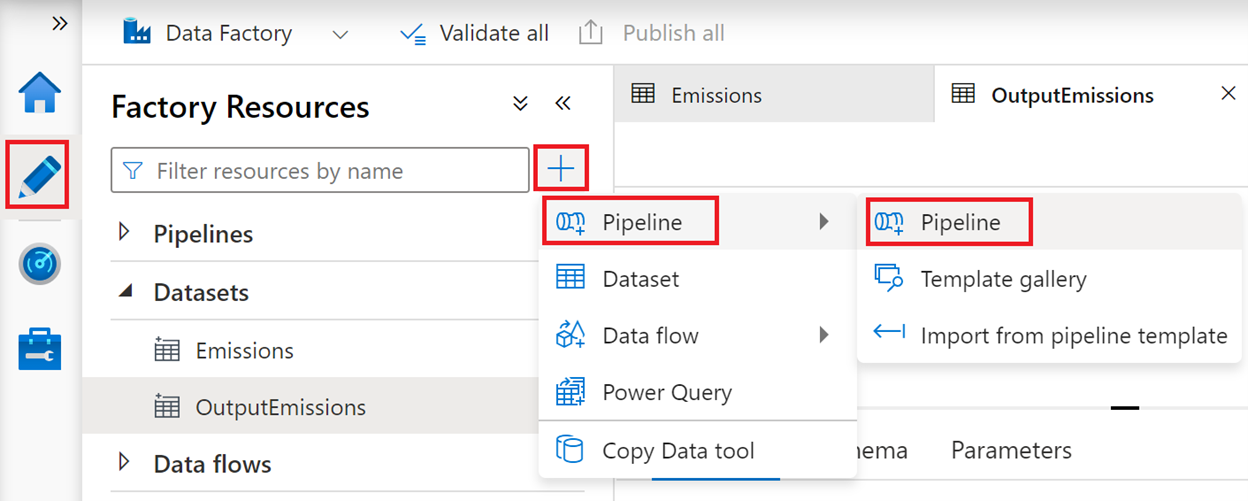 Data Factory
Validate all
Publish all
Factory Resources
Emissions
OutputEmissions
Filter resources by name
Pipelines
Datasets
Emissions
OutputEmissions
Data flows
Pipeline
Dataset
Data flow
Power Query
Copy Data tool
Pipeline
Template gallery
Import from pipeline template
ema
Parameters